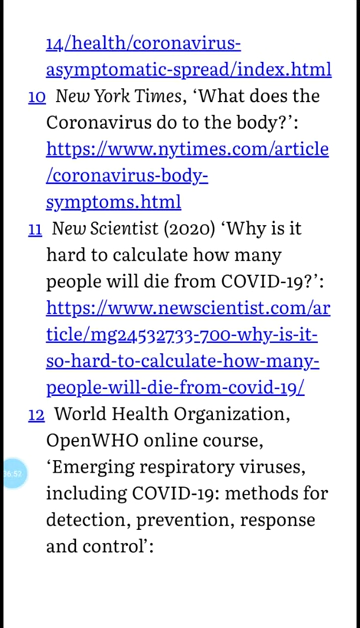 14/health/coronavirus-
asymptomatic-spread/index.html
10 New York Times, ‘What does the
Coronavirus do to the body?’:
https://www.nytimes.com/article
/coronavirus-body-
symptoms.html
11 New Scientist (2020) ‘Why is it
hard to calculate how many
people will die from COVID-19?’:
https://www.newscientist.com/ar
ticle/mg24532733-700-why-is-it-
so-hard-to-calculate-how-many-
people-will-die-from-covid-19/
12 World Health Organization,
OpenWHO online course,
‘Emerging respiratory viruses,
including COVID-19: methods for
detection, prevention, response
and control’: